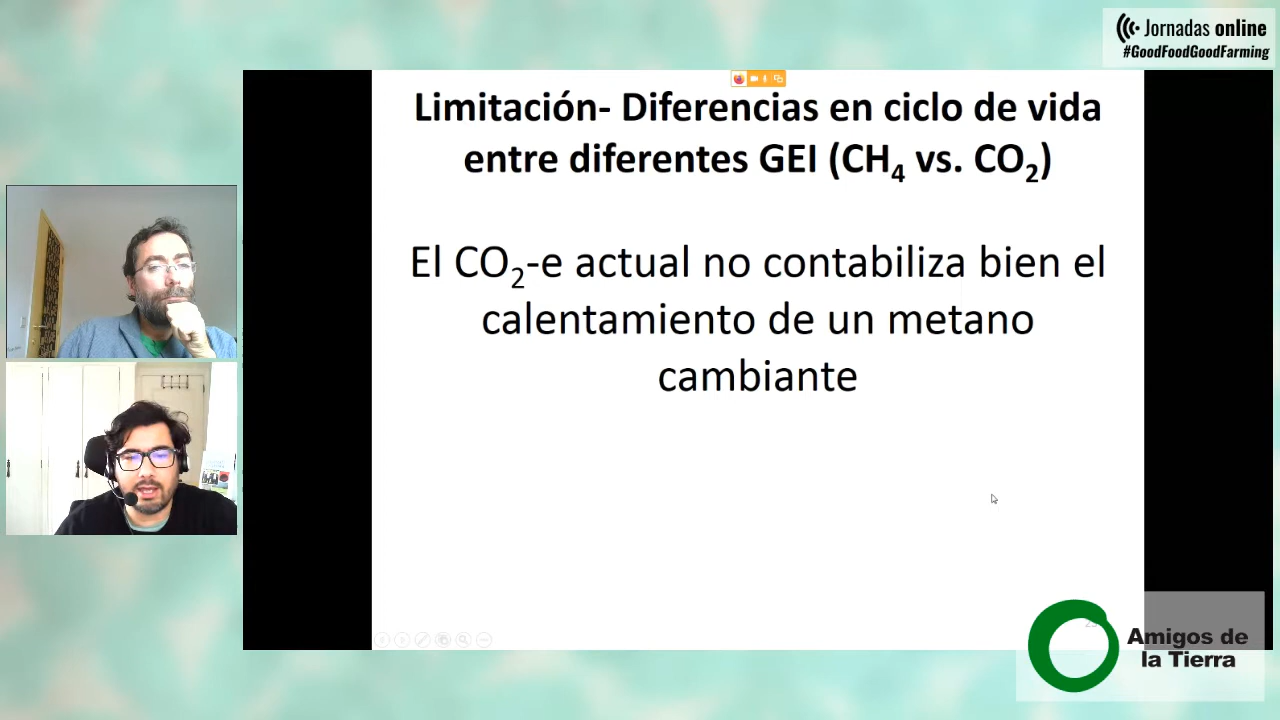 Jornadas online
#GoodFoodGoodFarming
Limitación- Diferencias en ciclo de vida
entre diferentes GEI (CH₄ vs. CO₂)
El CO₂-e actual no contabiliza bien el
calentamiento de un metano
cambiante
Amigos de
la Tierra